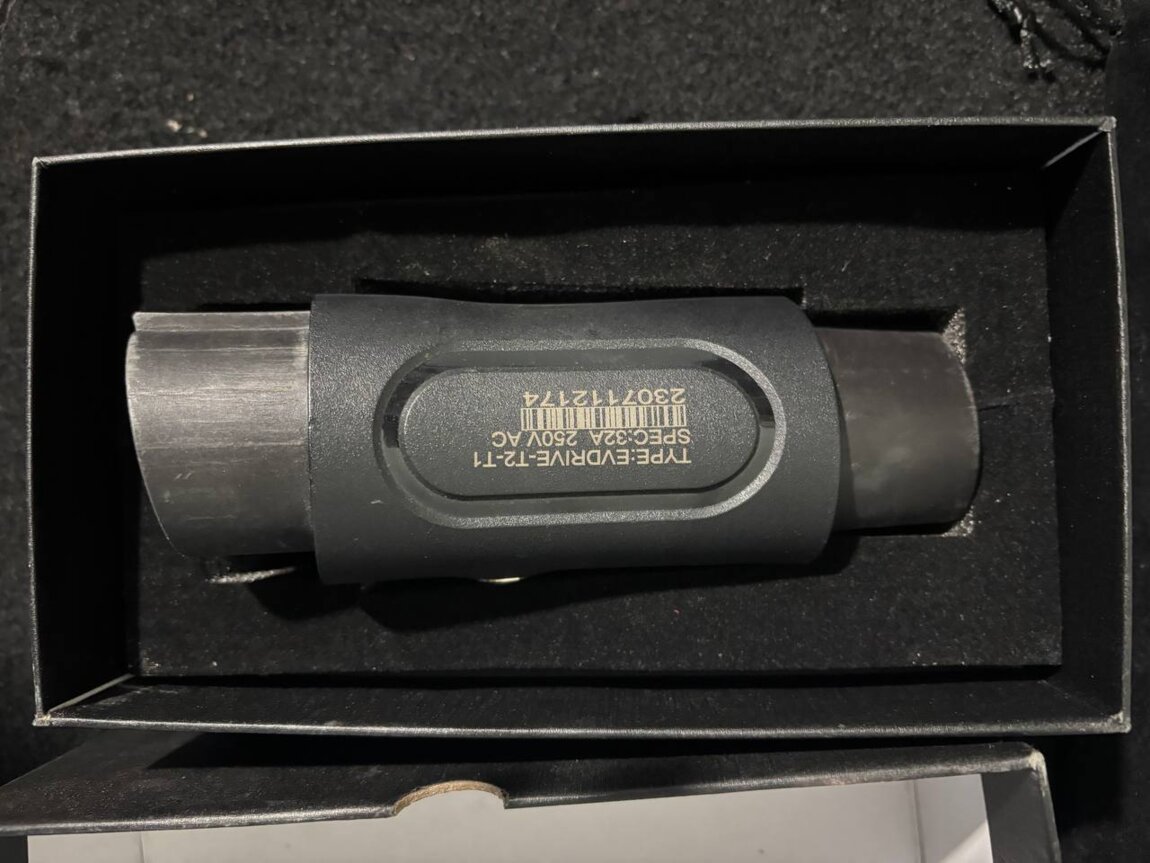 TYPE:EVDRIVE-T2-T1
SPEC:32A 250V AC
2307112174